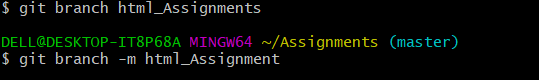 $ git branch html_Assignments
DELL@DESKTOP-IT8P68A MINGW64 ~/Assignments (master)
$ git branch -m html_Assignment